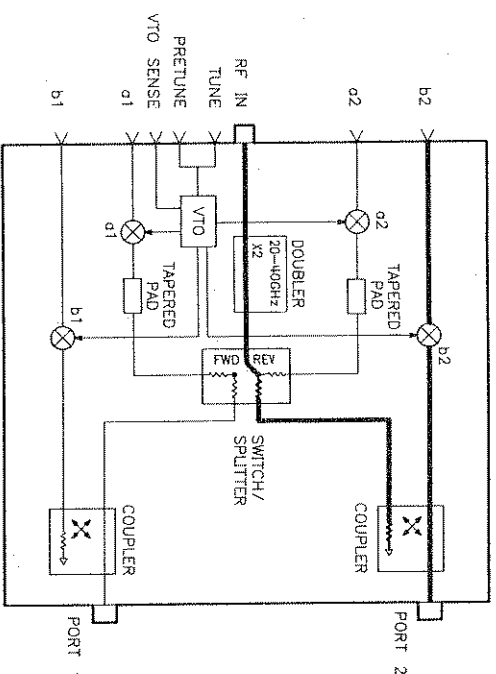 b2
a2
RF IN
TUNE
PRETUNE
VTO SENSE
a1
b1
b2
a2
TAPERED
PAD
DOUBLER
20-40GHz
X2
VTO
a1
TAPERED
PAD
b1
FWD REV
SWITCH/
SPLITTER
COUPLER
COUPLER
PORT 2
PORT